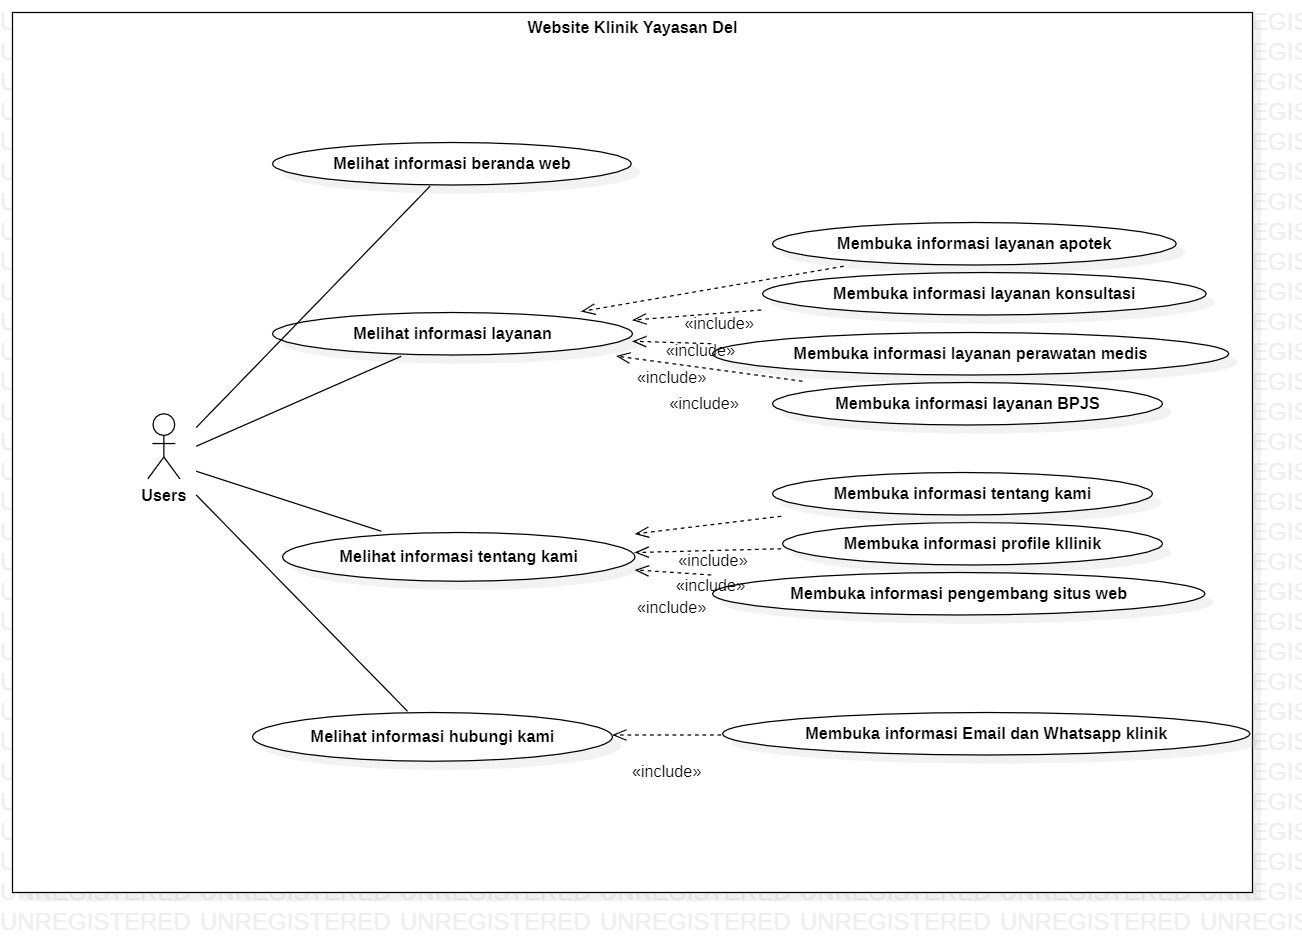 Website Klinik Yayasan Del
Melihat informasi beranda web
Membuka informasi layanan apotek
Membuka informasi layanan konsultasi
«include»
Melihat informasi layanan
«include»
Membuka informasi layanan perawatan medis
«include»
Membuka informasi layanan BPJS
«include»
Users
Membuka informasi tentang kami
Membuka informasi profile kllinik
Melihat informasi tentang kami
«include»
«include»
Membuka informasi pengembang situs web
«include»
Melihat informasi hubungi kami
Membuka informasi Email dan Whatsapp klinik
«include»
UNREGISTERED UNREGISTERED UNREGISTERED UNREGISTERED UNREGISTERED UNREGISTERED UNREGIS